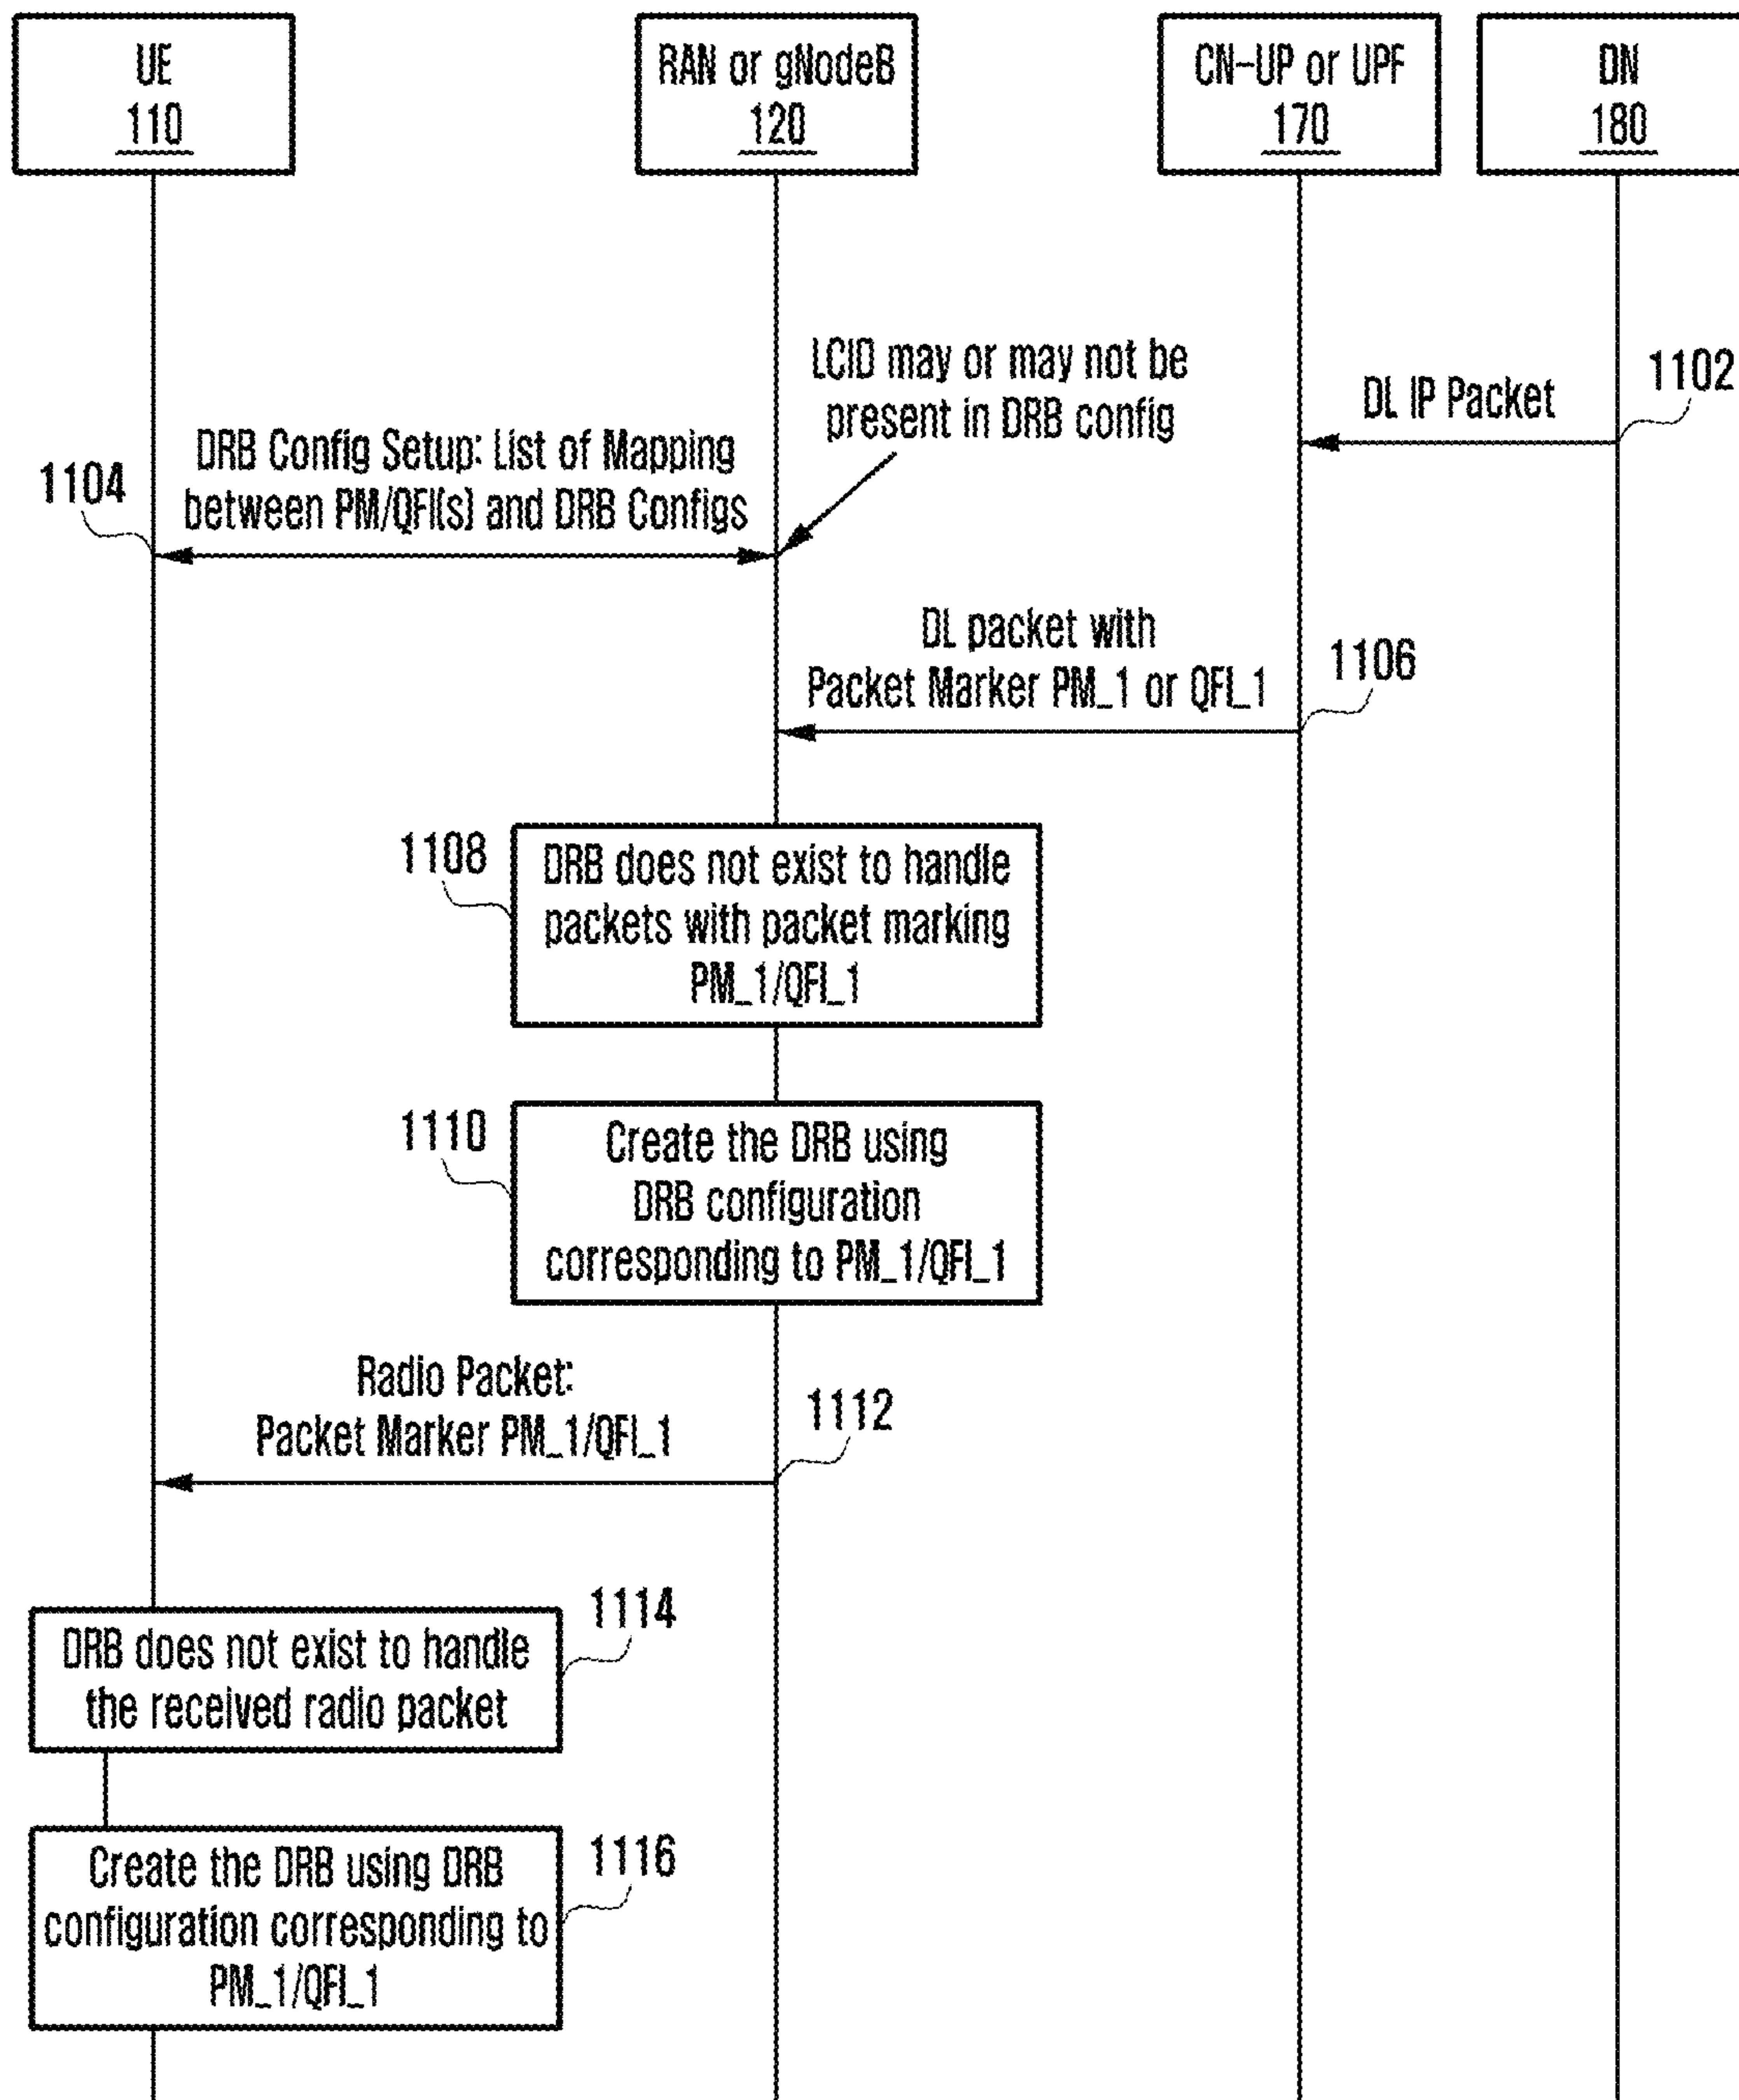 UE
110
RAN or gNodeB
120
CN-UP or UPF
170
DN
180
LCID may or may not be
present in DRB config
DL IP Packet
1102
DRB Config Setup: List of Mapping
between PM/QFI(s) and DRB Configs
1104
DL packet with
Packet Marker PM_1 or QFI_1
1106
1108
DRB does not exist to handle
packets with packet marking
PM_1/QFI_1
1110
Create the DRB using
DRB configuration
corresponding to PM_1/QFI_1
Radio Packet:
Packet Marker PM_1/QFI_1
1112
1114
DRB does not exist to handle
the received radio packet
1116
Create the DRB using DRB
configuration corresponding to
PM_1/QFI_1